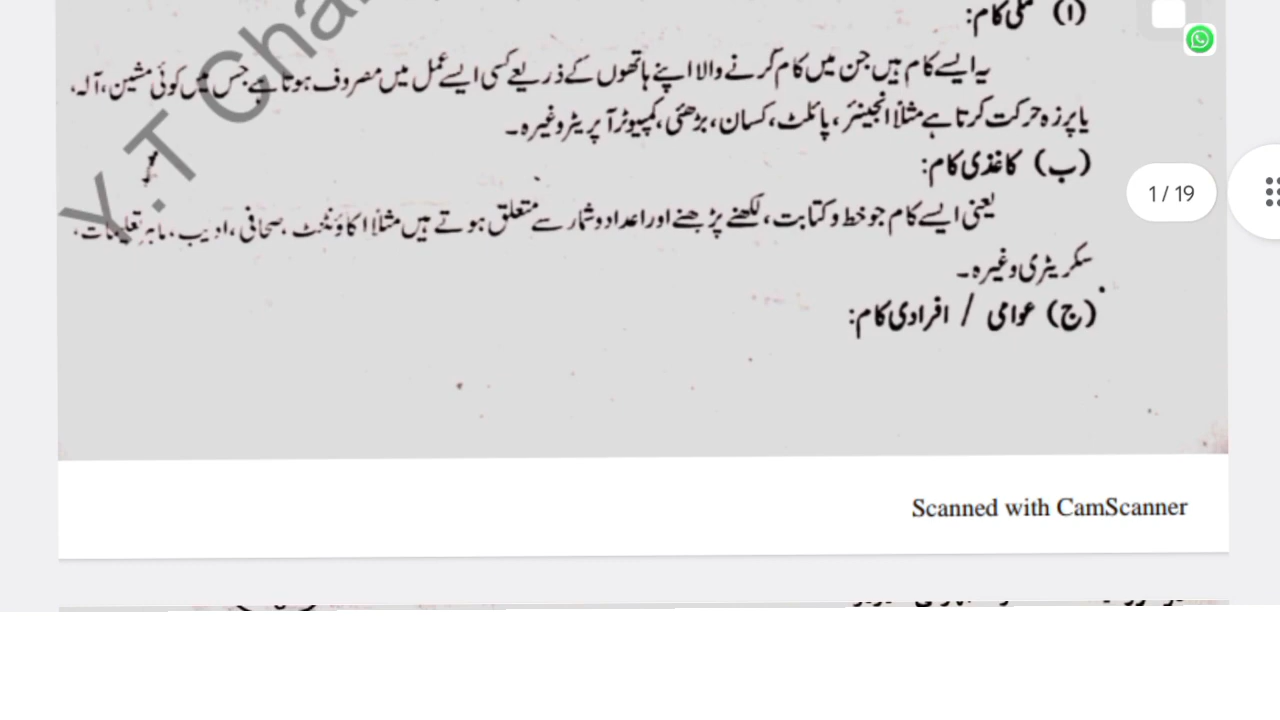 (ا) عملی کام:
یہ ایسے کام ہیں جن میں کام کرنے والا اپنے ہاتھوں کے ذریعے کسی ایسے عمل میں مصروف ہوتا ہے جس میں کوئی مشین، آلہ،
یا پرزہ حرکت کرتا ہے مثلاً انجینئر، پائلٹ، کسان، بڑھئی، کمپیوٹر آپریٹر وغیرہ۔
(ب) کاغذی کام:
یعنی ایسے کام جو خط و کتابت، لکھنے پڑھنے اور اعداد و شمار سے متعلق ہوتے ہیں مثلاً اکاؤنٹنٹ، صحافی، ادیب، ماہر تعلیمات،
سکریٹری وغیرہ۔
(ج) عوامی / افرادی کام:
Y.T Cha
1 / 19
Scanned with CamScanner